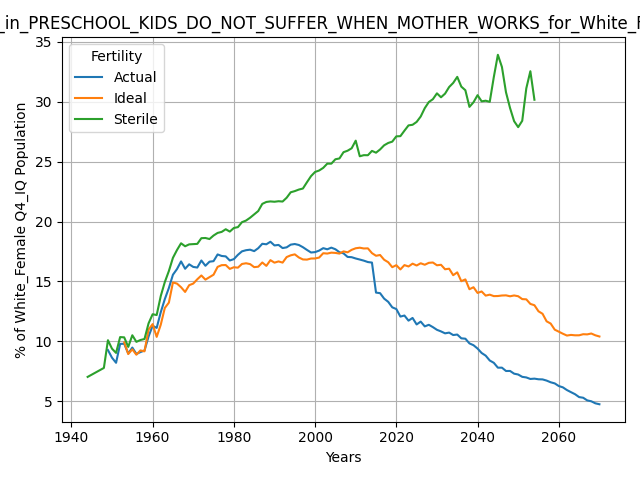 _in_PRESCHOOL_KIDS_DO_NOT_SUFFER_WHEN_MOTHER_WORKS_for_White_F
35
30
25
20
15
10
5
% of White_Female Q4_IQ Population
Fertility
Actual
Ideal
Sterile
1940 1960 1980 2000 2020 2040 2060
Years